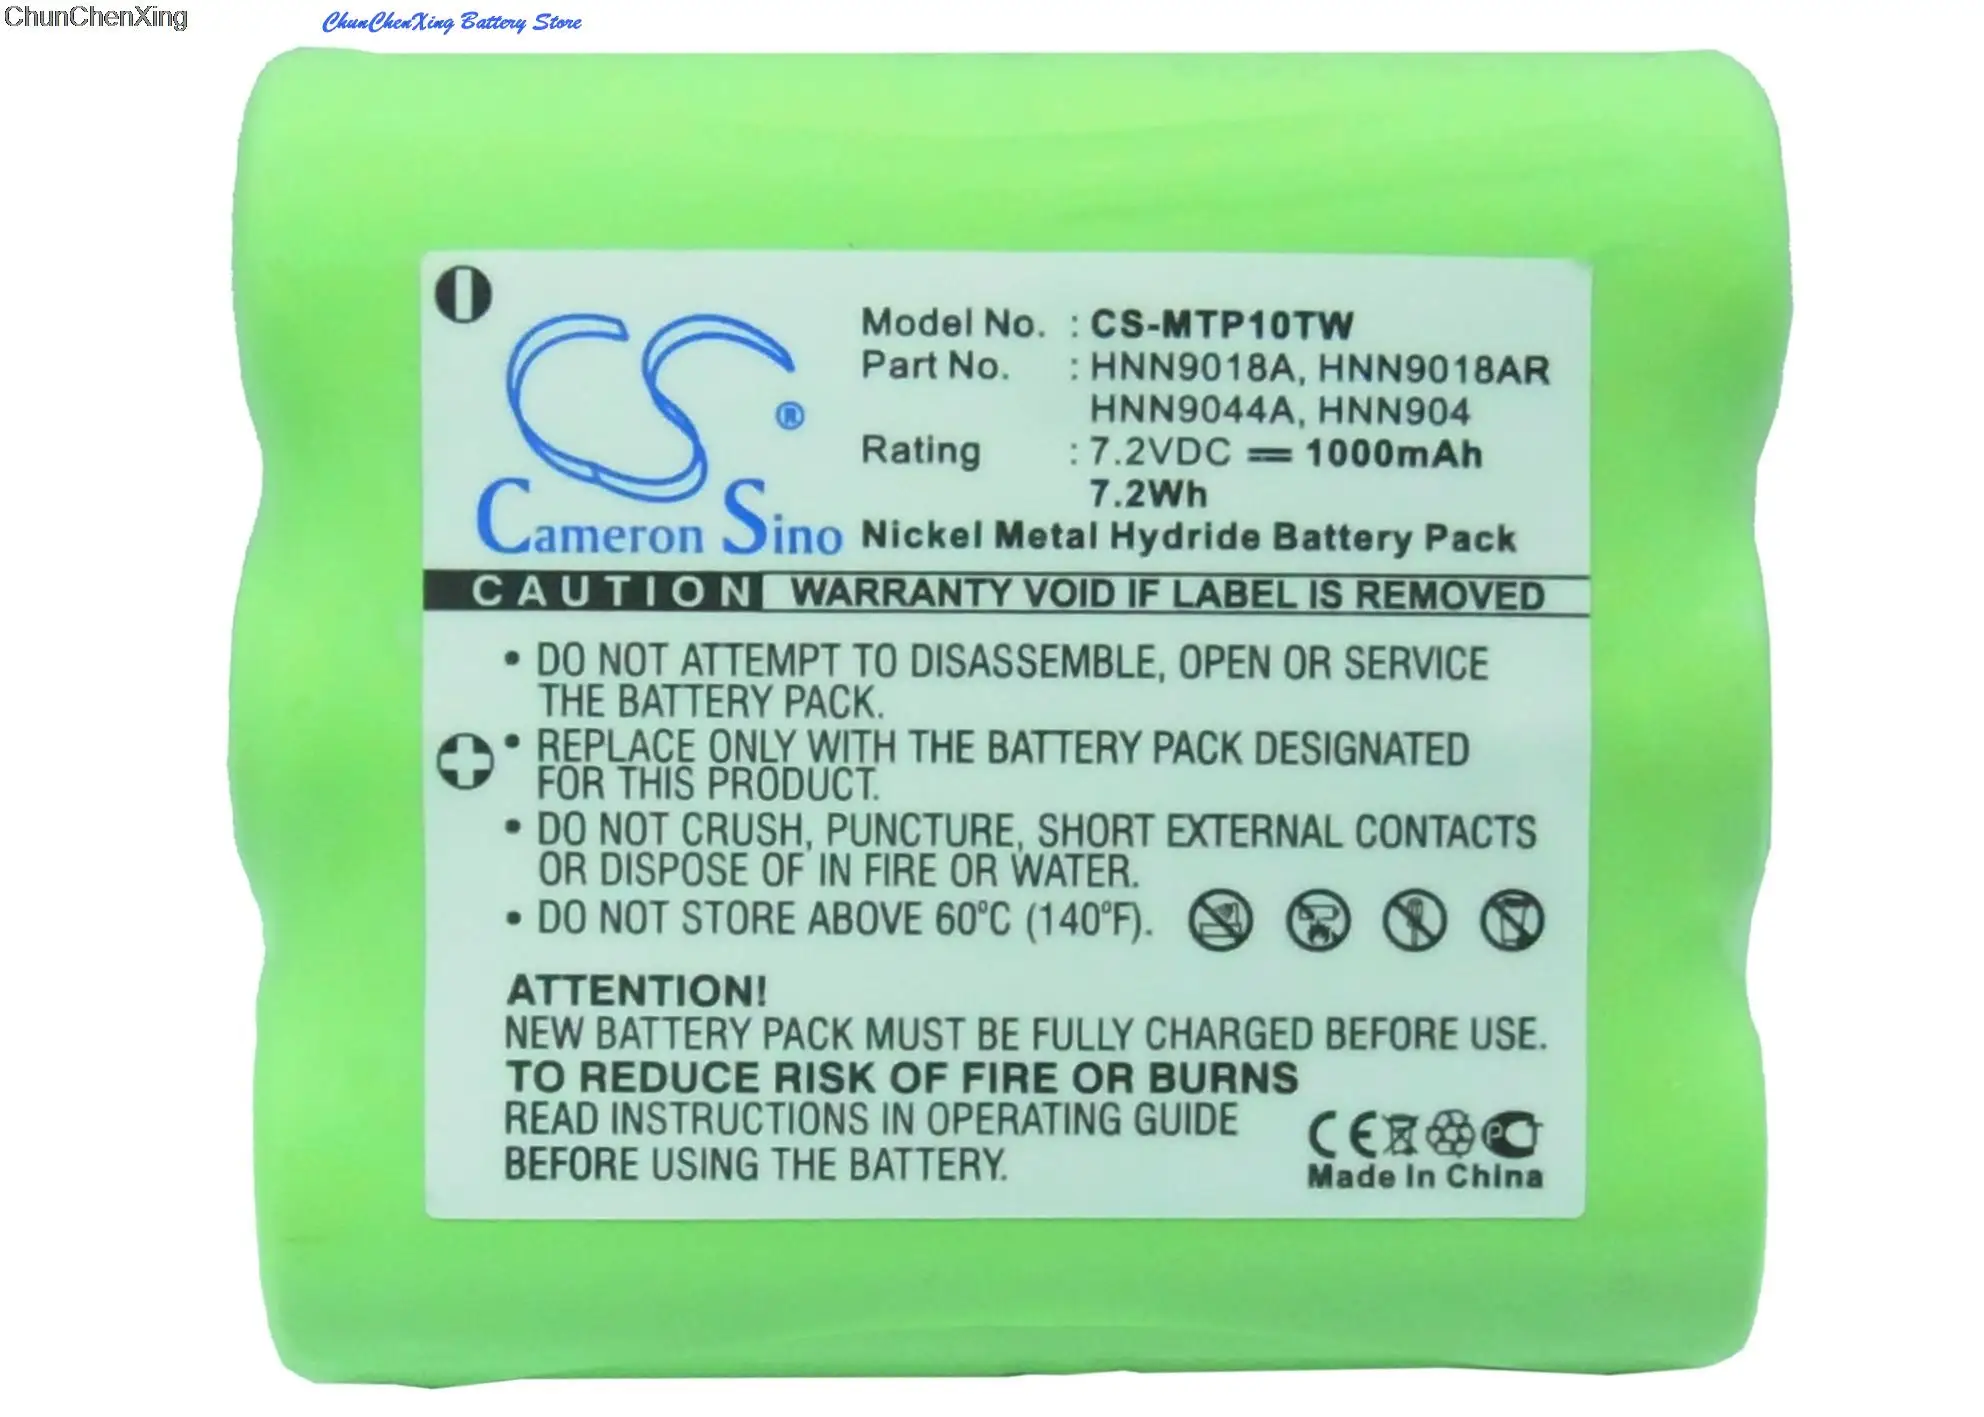 ChunChenXing
ChunChenXing Battery Store
CS®
Cameron Sino
Model No. : CS-MTP10TW
Part No. : HNN9018A, HNN9018AR
HNN9044A, HNN904
Rating : 7.2VDC 1000mAh
7.2Wh
Nickel Metal Hydride Battery Pack
CAUTION WARRANTY VOID IF LABEL IS REMOVED
• DO NOT ATTEMPT TO DISASSEMBLE, OPEN OR SERVICE
THE BATTERY PACK.
• REPLACE ONLY WITH THE BATTERY PACK DESIGNATED
FOR THIS PRODUCT.
• DO NOT CRUSH, PUNCTURE, SHORT EXTERNAL CONTACTS
OR DISPOSE OF IN FIRE OR WATER.
• DO NOT STORE ABOVE 60ºC (140ºF).
ATTENTION!
NEW BATTERY PACK MUST BE FULLY CHARGED BEFORE USE.
TO REDUCE RISK OF FIRE OR BURNS
READ INSTRUCTIONS IN OPERATING GUIDE
BEFORE USING THE BATTERY.
CE PCT
Made In China